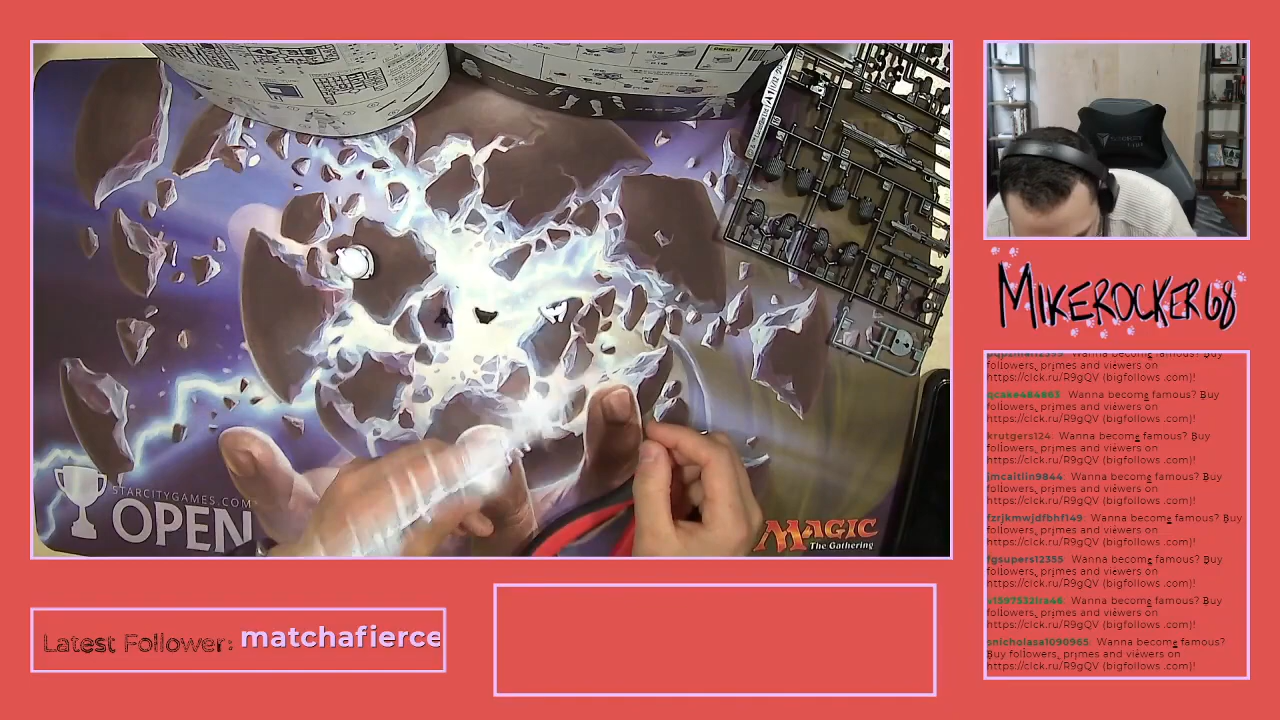 STARCITYGAMES.COM
OPEN
MAGIC
The Gathering
MIKEROCKER68
Wanna become famous? Buy
followers, primes and viewers on
https://clck.ru/R9gQV (bigfollows .com)!
qcake484863: Wanna become famous? Buy
followers, primes and viewers on
https://clck.ru/R9gQV (bigfollows .com)!
krutgers124: Wanna become famous? Buy
followers, primes and viewers on
https://clck.ru/R9gQV (bigfollows .com)!
jmcaitlin9844: Wanna become famous? Buy
followers, primes and viewers on
https://clck.ru/R9gQV (bigfollows .com)!
fzrjkmwjdfbhf149: Wanna become famous? Buy
followers, primes and viewers on
https://clck.ru/R9gQV (bigfollows .com)!
fgsupers12355: Wanna become famous? Buy
followers, primes and viewers on
https://clck.ru/R9gQV (bigfollows .com)!
Wanna become famous? Buy
followers, primes and viewers on
https://clck.ru/R9gQV (bigfollows .com)!
snicholasa1090965: Wanna become famous?
Buy followers, primes and viewers on
https://clck.ru/R9gQV (bigfollows .com)!
Latest Follower: matchafierce